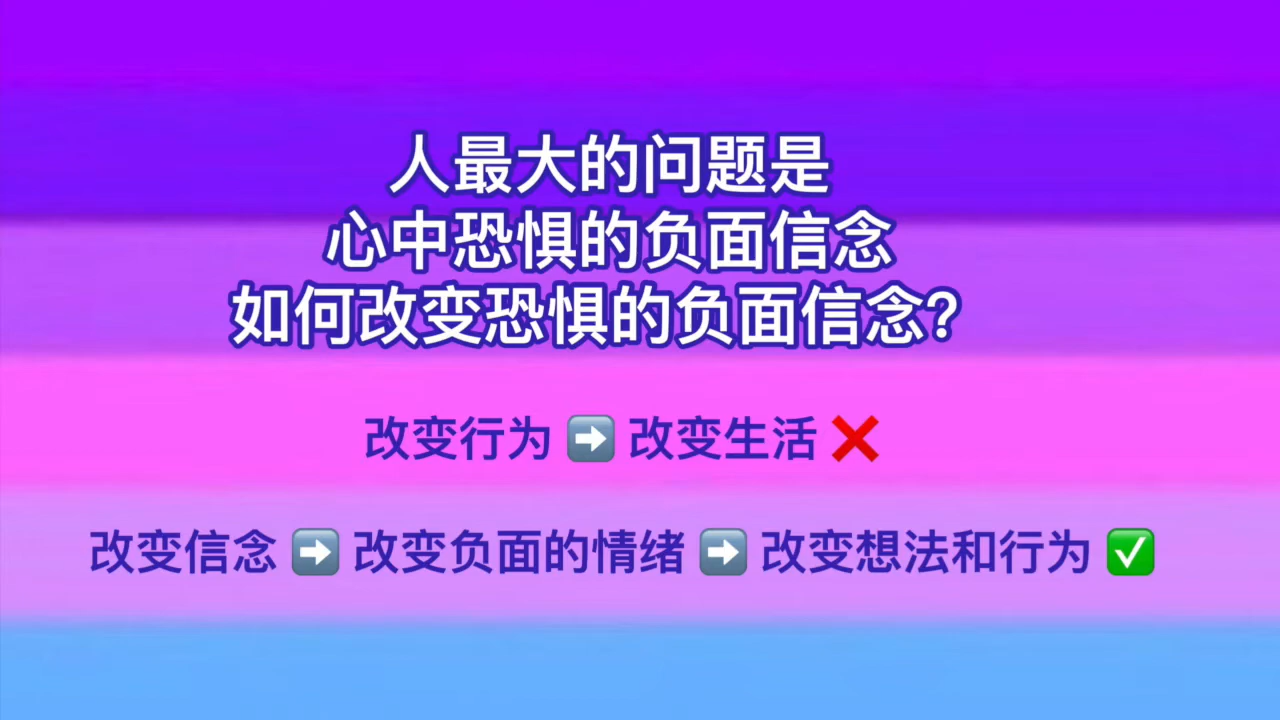 人最大的问题是
心中恐惧的负面信念
如何改变恐惧的负面信念?
改变行为 ➡️ 改变生活 ❌
改变信念 ➡️ 改变负面的情绪 ➡️ 改变想法和行为 ✅